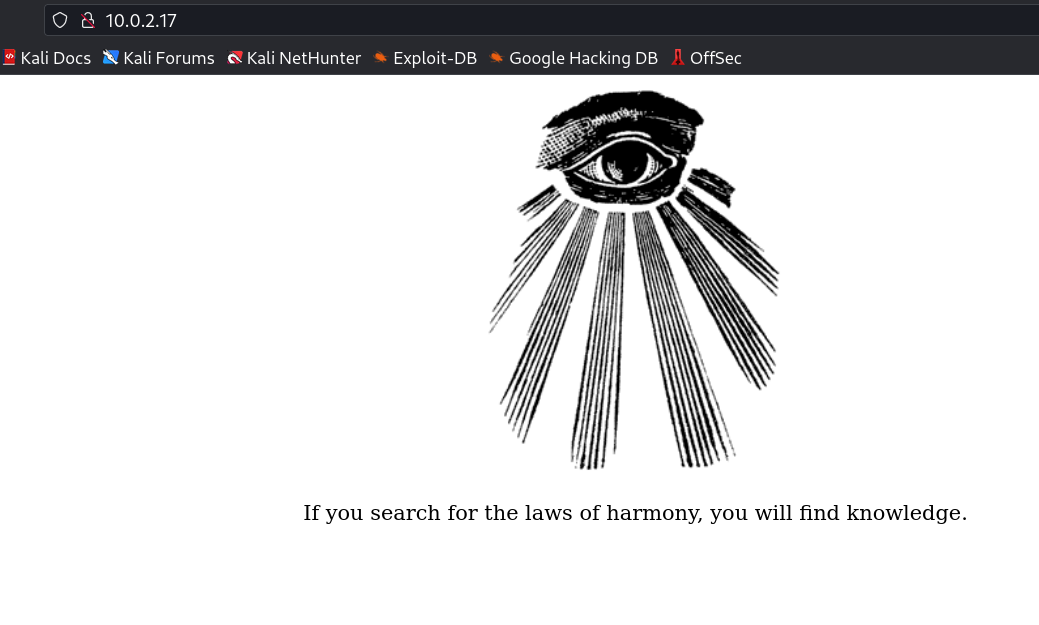 10.0.2.17
Kali Docs Kali Forums Kali NetHunter Exploit-DB Google Hacking DB OffSec
If you search for the laws of harmony, you will find knowledge.